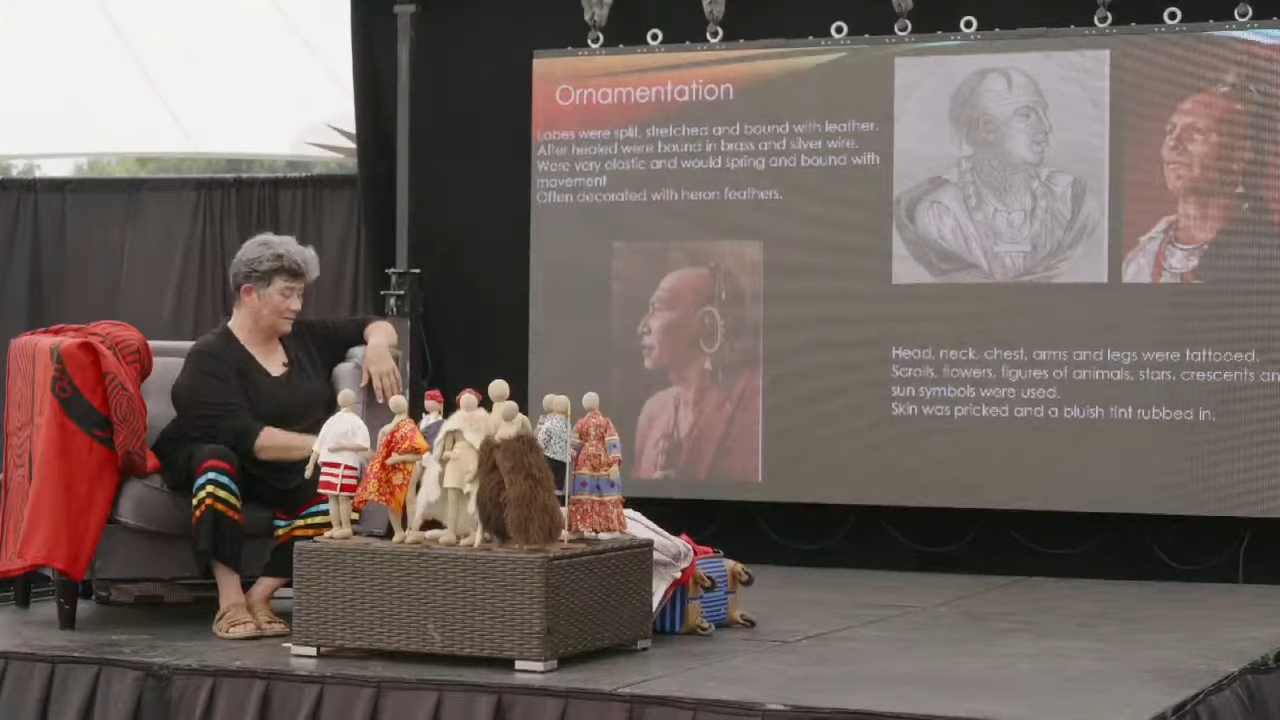 Ornamentation
Lobes were split, stretched and bound with leather.
After healed were bound in brass and silver wire.
Were very elastic and would spring and bound with
movement
Often decorated with heron feathers.
Head, neck, chest, arms and legs were tattooed.
Scrolls, flowers, figures of animals, stars, crescents an
sun symbols were used.
Skin was pricked and a bluish tint rubbed in.